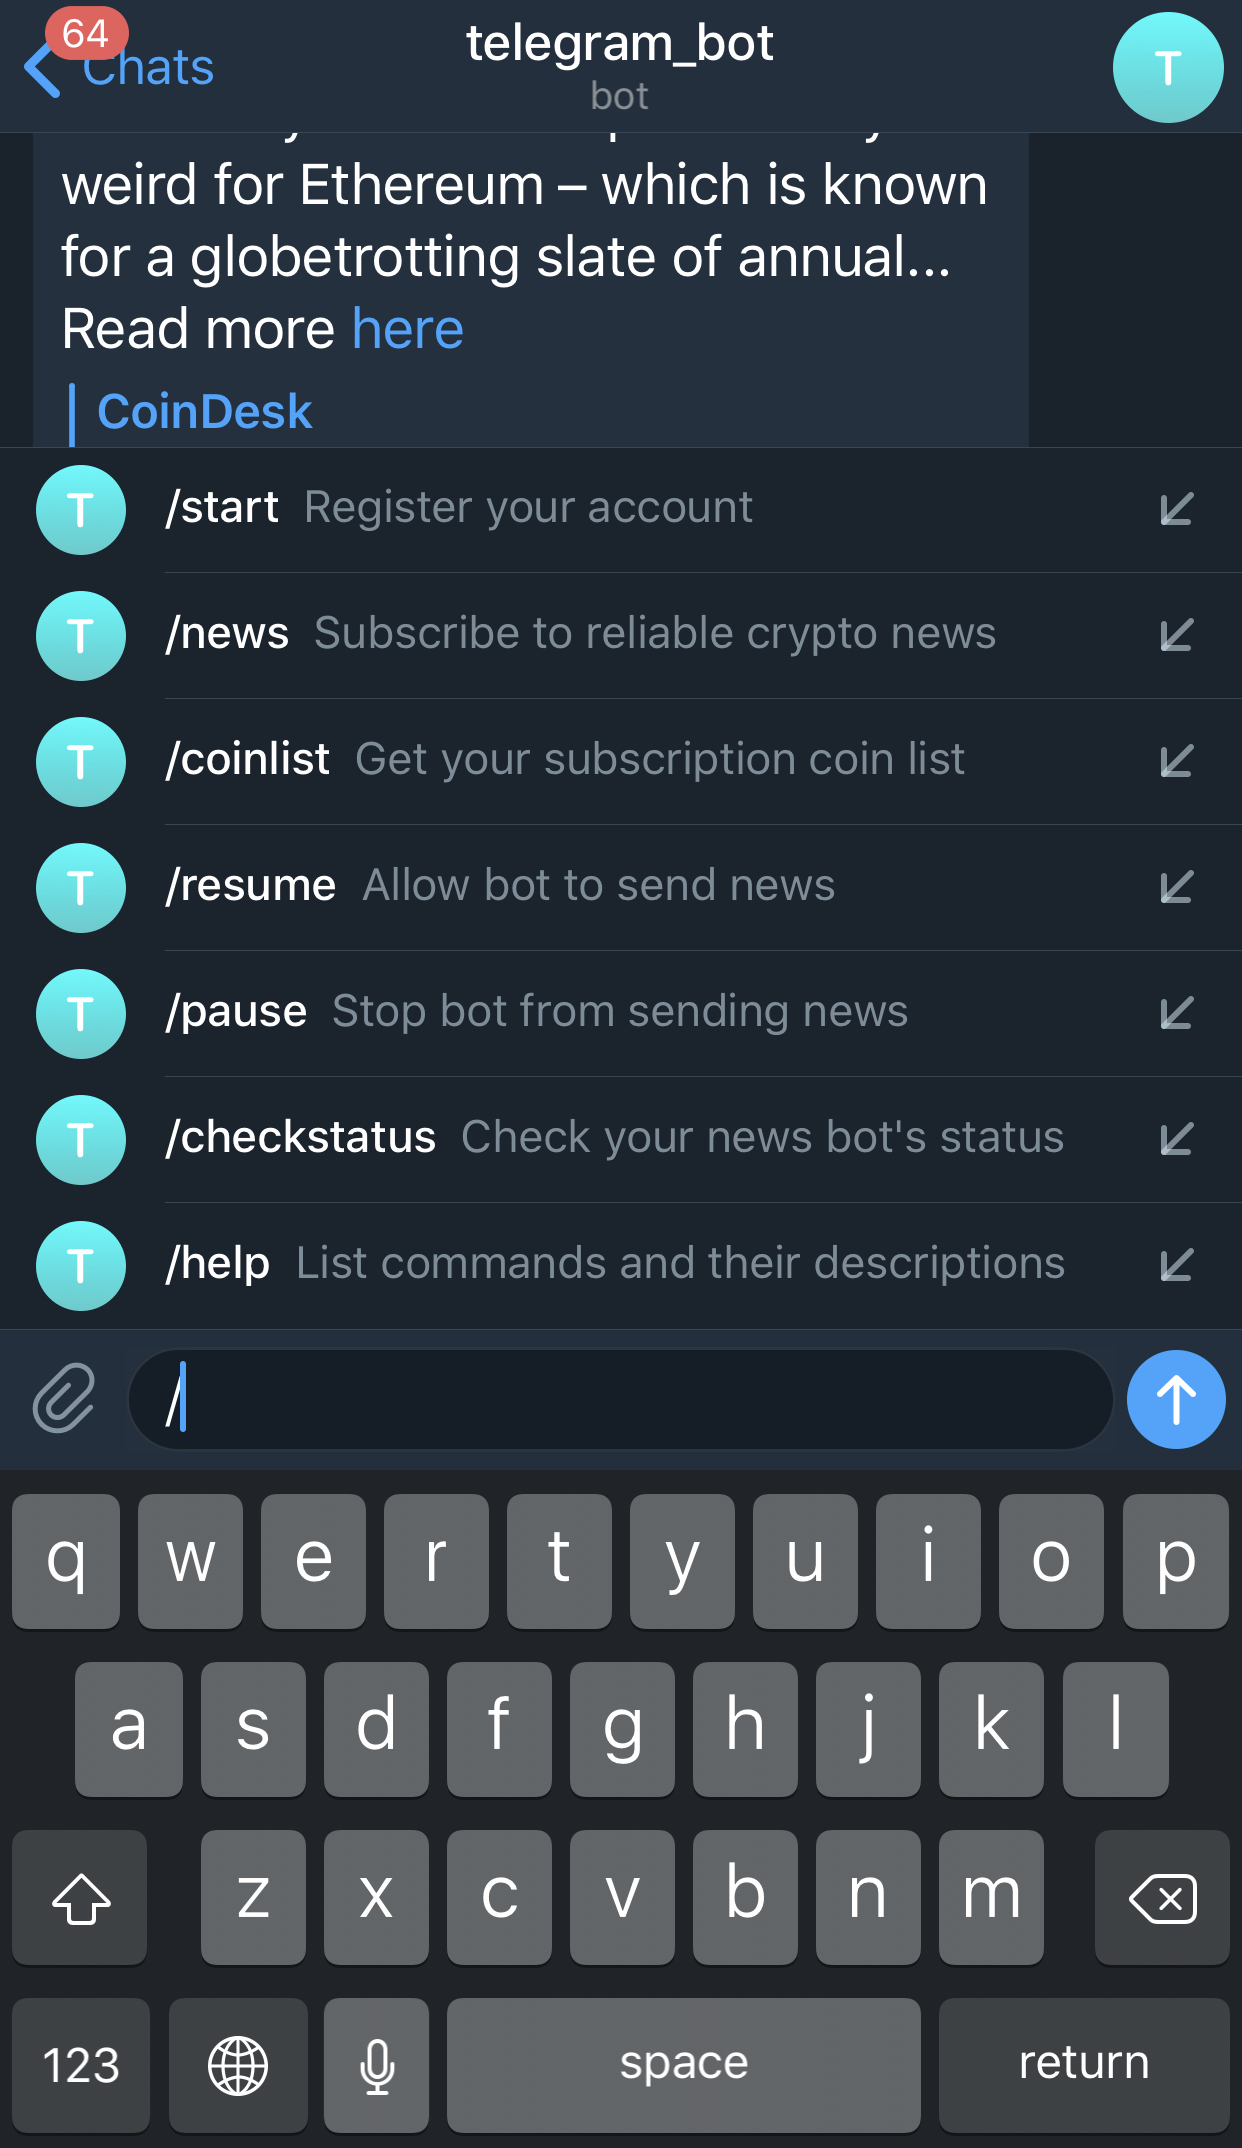 64
Chats
telegram_bot
bot
T
weird for Ethereum – which is known
for a globetrotting slate of annual...
Read more here
CoinDesk
T /start Register your account
T /news Subscribe to reliable crypto news
T /coinlist Get your subscription coin list
T /resume Allow bot to send news
T /pause Stop bot from sending news
T /checkstatus Check your news bot's status
T /help List commands and their descriptions
/
q w e r t y u i o p
a s d f g h j k l
z x c v b n m
123 space return